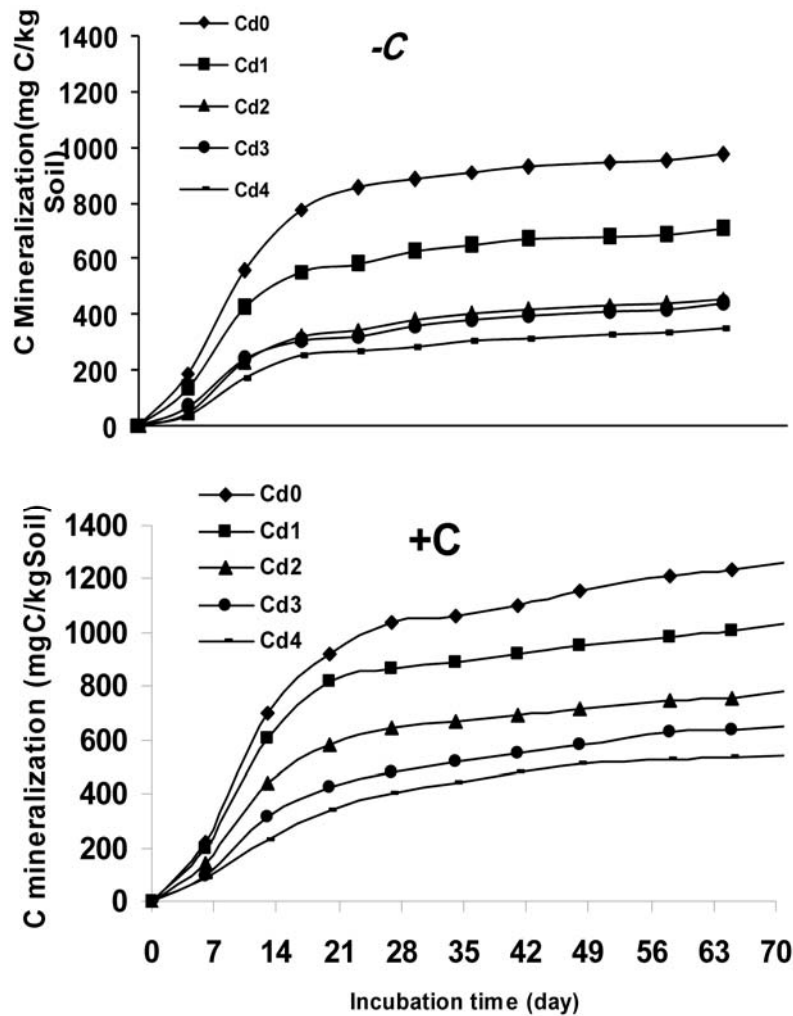 C Mineralization(mg C/kg
Soil)
1400
1200
1000
800
600
400
200
0
Cd0
Cd1
Cd2
Cd3
Cd4
-C
C mineralization (mgC/kgSoil)
1400
1200
1000
800
600
400
200
0
Cd0
Cd1
Cd2
Cd3
Cd4
+C
0 7 14 21 28 35 42 49 56 63 70
Incubation time (day)